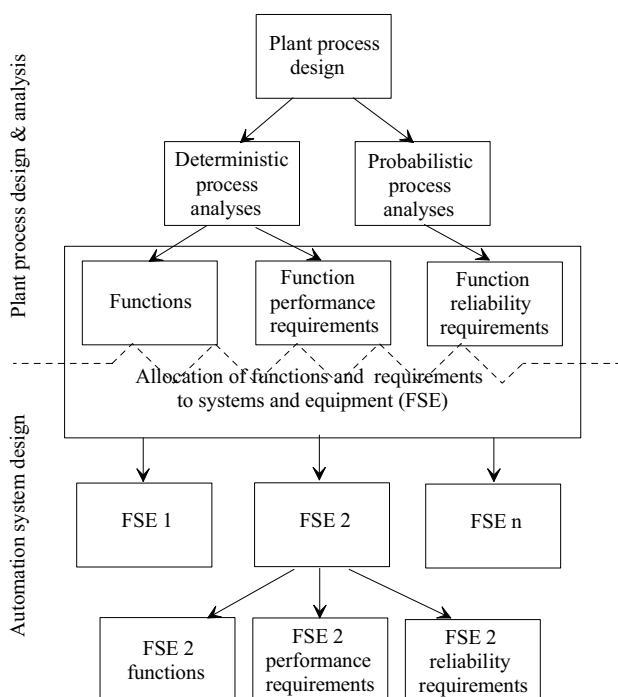 Plant process
design
Plant process design & analysis
Deterministic
process
analyses
Probabilistic
process
analyses
Functions
Function
performance
requirements
Function
reliability
requirements
Allocation of functions and requirements
to systems and equipment (FSE)
Automation system design
FSE 1
FSE 2
FSE n
FSE 2
functions
FSE 2
performance
requirements
FSE 2
reliability
requirements